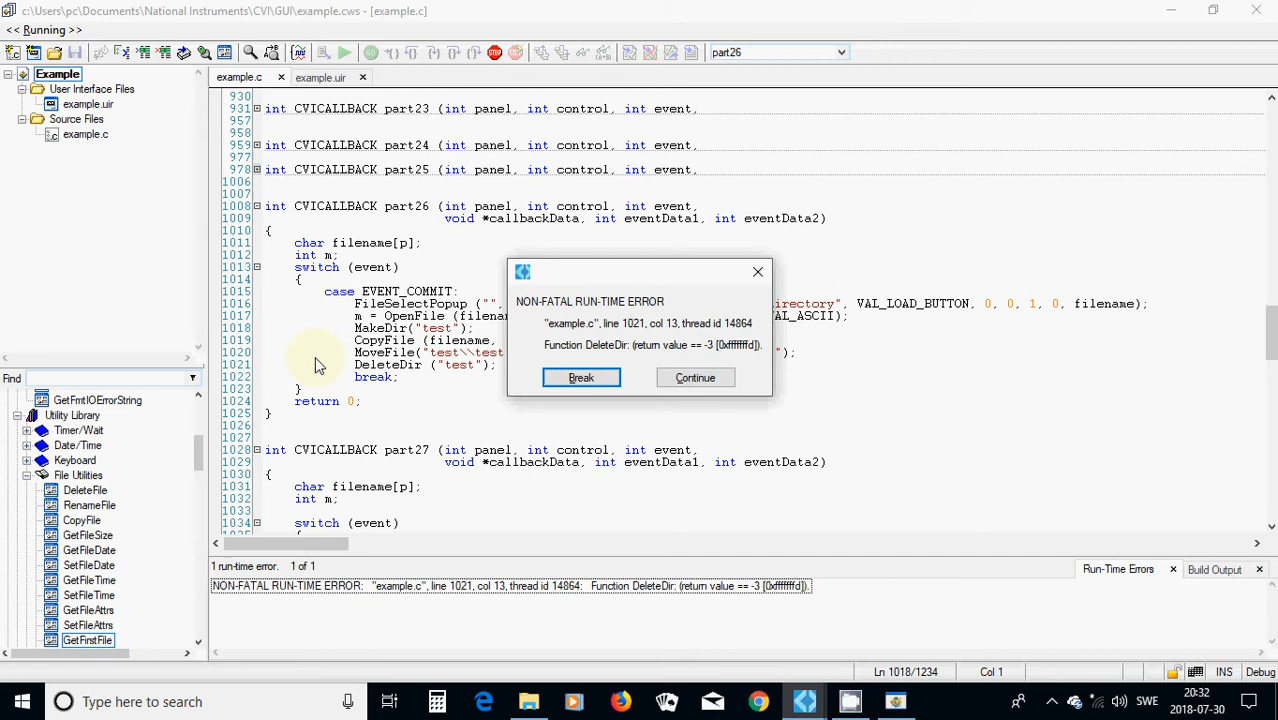 c:\Users\pc\Documents\National Instruments\CVI\GUI\example.cws - [example.c]
<< Running >>
part26
Example
User Interface Files
example.uir
Source Files
example.c
Find
GetFmtIOErrorString
Utility Library
Timer/Wait
Date/Time
Keyboard
File Utilities
DeleteFile
RenameFile
CopyFile
GetFileSize
GetFileDate
SetFileDate
GetFileTime
SetFileTime
GetFileAttrs
SetFileAttrs
GetFirstFile
example.c
example.uir
930
931 int CVICALLBACK part23 (int panel, int control, int event,
957
958
959 int CVICALLBACK part24 (int panel, int control, int event,
977
978 int CVICALLBACK part25 (int panel, int control, int event,
1006
1007
1008 int CVICALLBACK part26 (int panel, int control, int event,
1009 void *callbackData, int eventData1, int eventData2)
1010 {
1011 char filename[p];
1012 int m;
1013 switch (event)
1014 {
1015 case EVENT_COMMIT:
1016 FileSelectPopup ("", irectory", VAL_LOAD_BUTTON, 0, 0, 1, 0, filename);
1017 m = OpenFile (filenam AL_ASCII);
1018 MakeDir("test");
1019 CopyFile (filename,
1020 MoveFile("test\\test ");
1021 DeleteDir ("test");
1022 break;
1023 }
1024 return 0;
1025 }
1026
1027
1028 int CVICALLBACK part27 (int panel, int control, int event,
1029 void *callbackData, int eventData1, int eventData2)
1030 {
1031 char filename[p];
1032 int m;
1033
1034 switch (event)
NON-FATAL RUN-TIME ERROR
"example.c", line 1021, col 13, thread id 14864
Function DeleteDir: (return value == -3 [0xfffffffd]).
Break
Continue
1 run-time error. 1 of 1
Run-Time Errors
Build Output
NON-FATAL RUN-TIME ERROR: "example.c", line 1021, col 13, thread id 14864: Function DeleteDir: (return value == -3 [0xfffffffd]).
Ln 1018/1234
Col 1
INS
Debug
Type here to search
SWE
20:32
2018-07-30